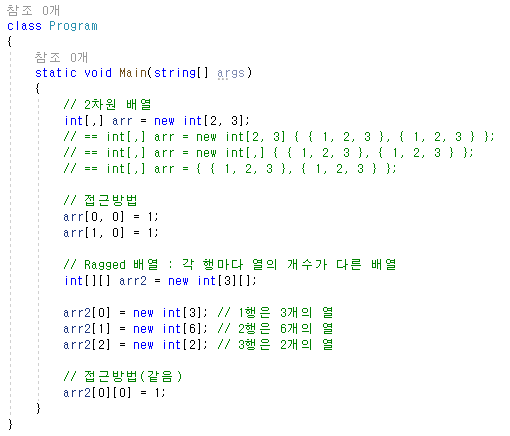 참조 0개
class Program
{
참조 0개
static void Main(string[] args)
{
// 2차원 배열
int[,] arr = new int[2, 3];
// == int[,] arr = new int[2, 3] { { 1, 2, 3 }, { 1, 2, 3 } };
// == int[,] arr = new int[,] { { 1, 2, 3 }, { 1, 2, 3 } };
// == int[,] arr = { { 1, 2, 3 }, { 1, 2, 3 } };
// 접근방법
arr[0, 0] = 1;
arr[1, 0] = 1;
// Ragged 배열 : 각 행마다 열의 개수가 다른 배열
int[][] arr2 = new int[3][];
arr2[0] = new int[3]; // 1행은 3개의 열
arr2[1] = new int[6]; // 2행은 6개의 열
arr2[2] = new int[2]; // 3행은 2개의 열
// 접근방법(같음)
arr2[0][0] = 1;
}
}